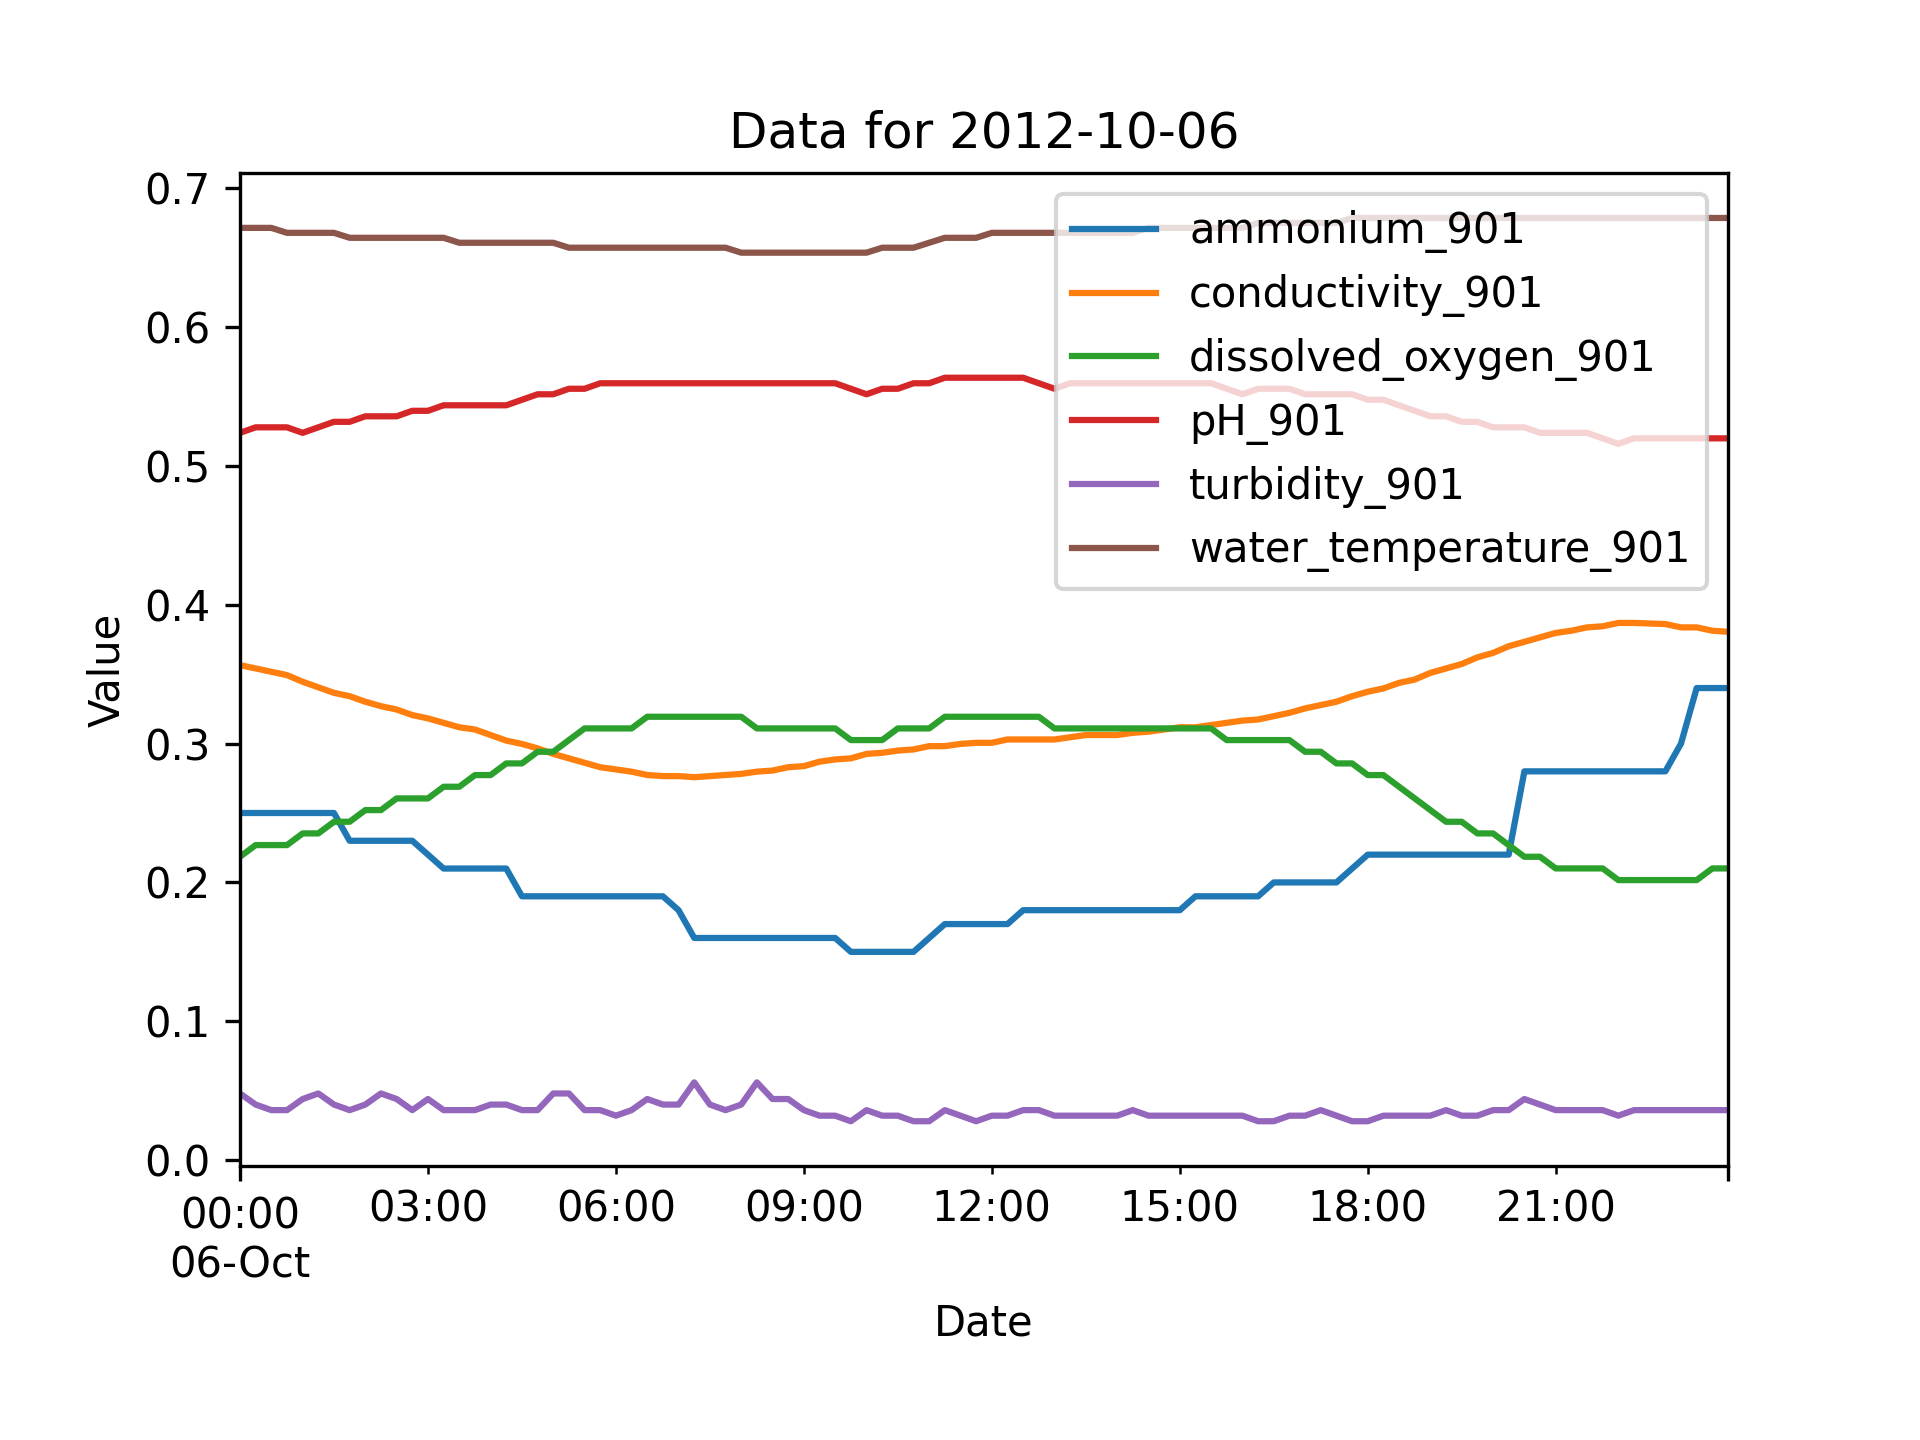 Data for 2012-10-06
0.7
0.6
0.5
0.4
0.3
0.2
0.1
0.0
Value
ammonium_901
conductivity_901
dissolved_oxygen_901
pH_901
turbidity_901
water_temperature_901
00:00 03:00 06:00 09:00 12:00 15:00 18:00 21:00
06-Oct
Date